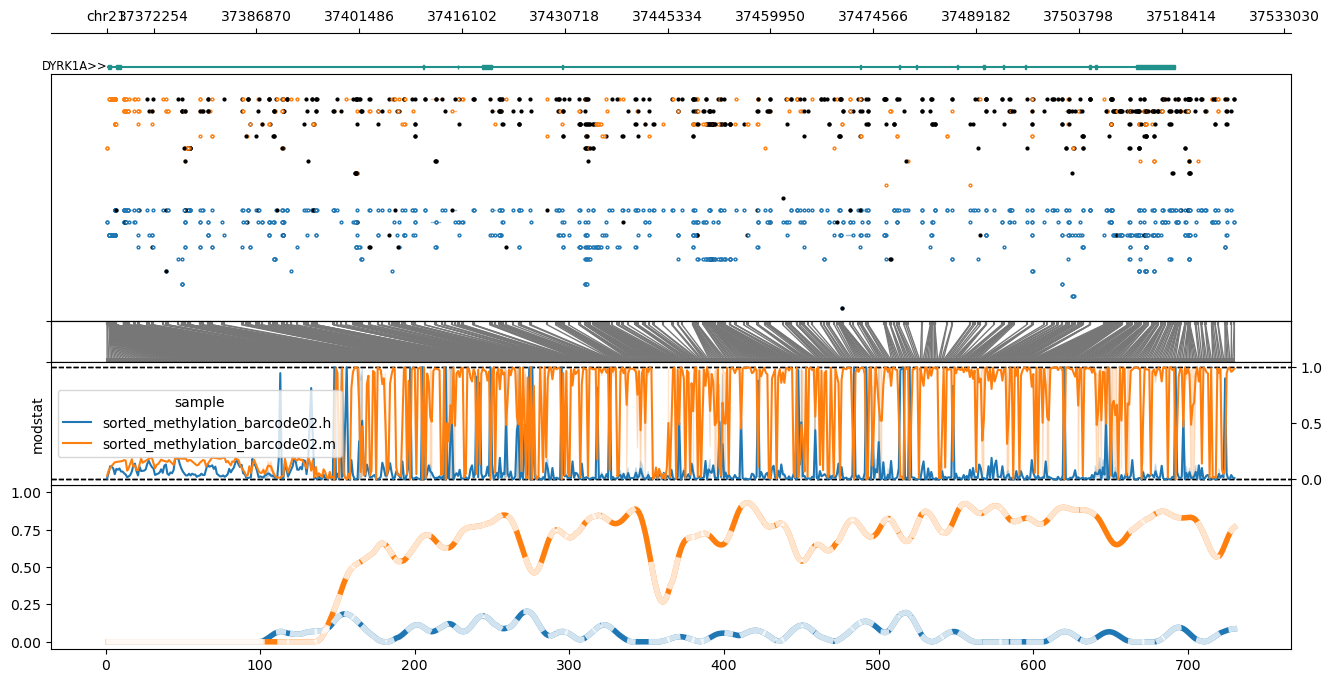 chr21 37372254 37386870 37401486 37416102 37430718 37445334 37459950 37474566 37489182 37503798 37518414 37533030
DYRK1A>>
modstat
sample
sorted_methylation_barcode02.h
sorted_methylation_barcode02.m
1.0
0.5
0.0
1.00
0.75
0.50
0.25
0.00
0 100 200 300 400 500 600 700